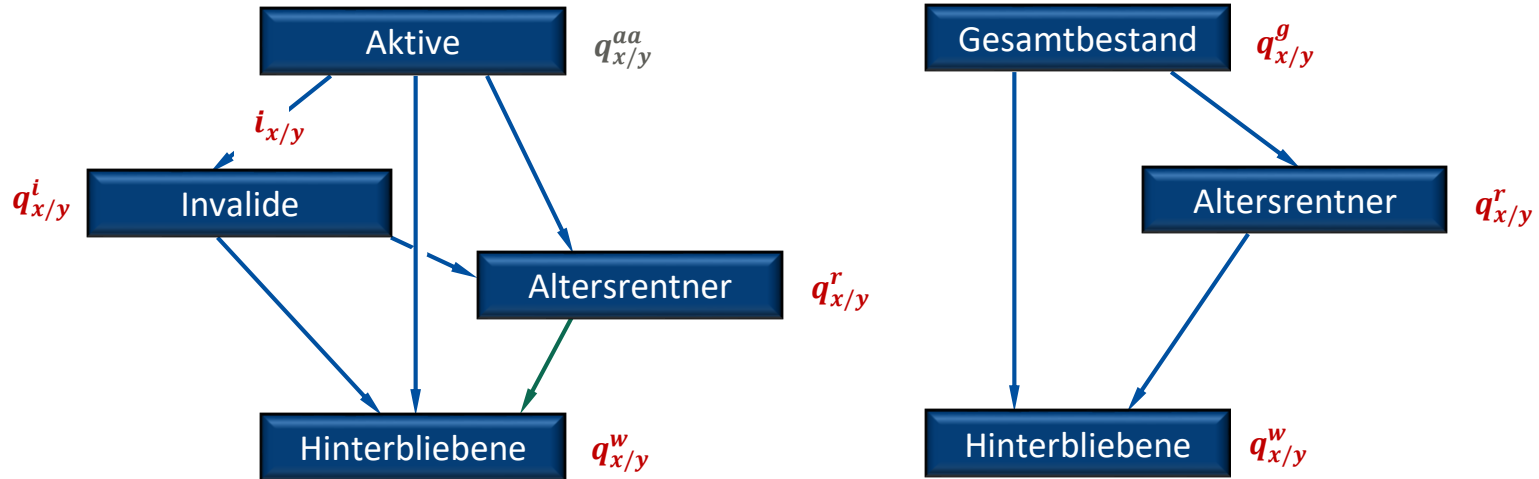 Aktive
q^{aa}_{x/y}
i_{x/y}
q^{i}_{x/y}
Invalide
Altersrentner
q^{r}_{x/y}
Hinterbliebene
q^{w}_{x/y}
Gesamtbestand
q^{g}_{x/y}
Altersrentner
q^{r}_{x/y}
Hinterbliebene
q^{w}_{x/y}